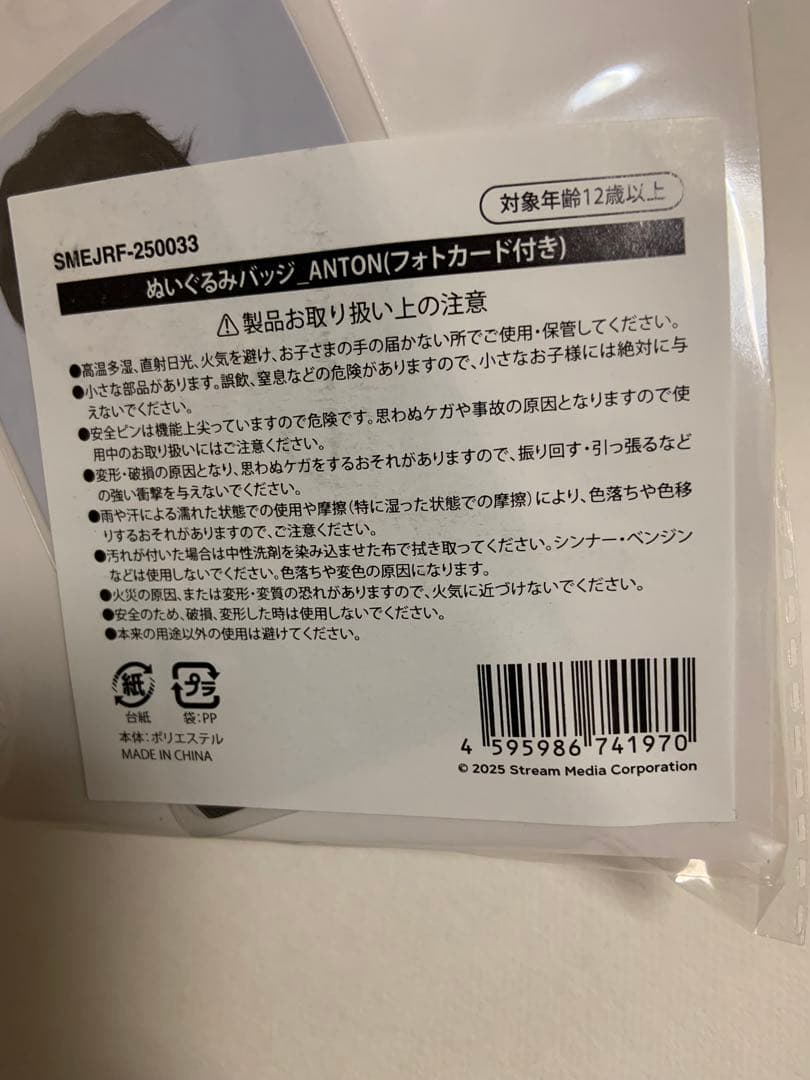 対象年齢12歳以上
SMEJRF-250033
ぬいぐるみバッジ_ANTON(フォトカード付き)
⚠製品お取り扱い上の注意
●高温多湿、直射日光、火気を避け、お子さまの手の届かない所でご使用・保管してください。
●小さな部品があります。誤飲、窒息などの危険がありますので、小さなお子様には絶対に与
えないでください。
●安全ピンは機能上尖っていますので危険です。思わぬケガや事故の原因となりますので使
用中のお取り扱いにはご注意ください。
●変形・破損の原因となり、思わぬケガをするおそれがありますので、振り回す・引っ張るなど
の強い衝撃を与えないでください。
●雨や汗による濡れた状態での使用や摩擦(特に湿った状態での摩擦)により、色落ちや色移
りするおそれがありますので、ご注意ください。
●汚れが付いた場合は中性洗剤を染み込ませた布で拭き取ってください。シンナー・ベンジン
などは使用しないでください。色落ちや変色の原因になります。
●火災の原因、または変形・変質の恐れがありますので、火気に近づけないでください。
●安全のため、破損、変形した時は使用しないでください。
●本来の用途以外の使用は避けてください。
紙 プラ
台紙 袋:PP
本体:ポリエステル
MADE IN CHINA
4 595986 741970
© 2025 Stream Media Corporation